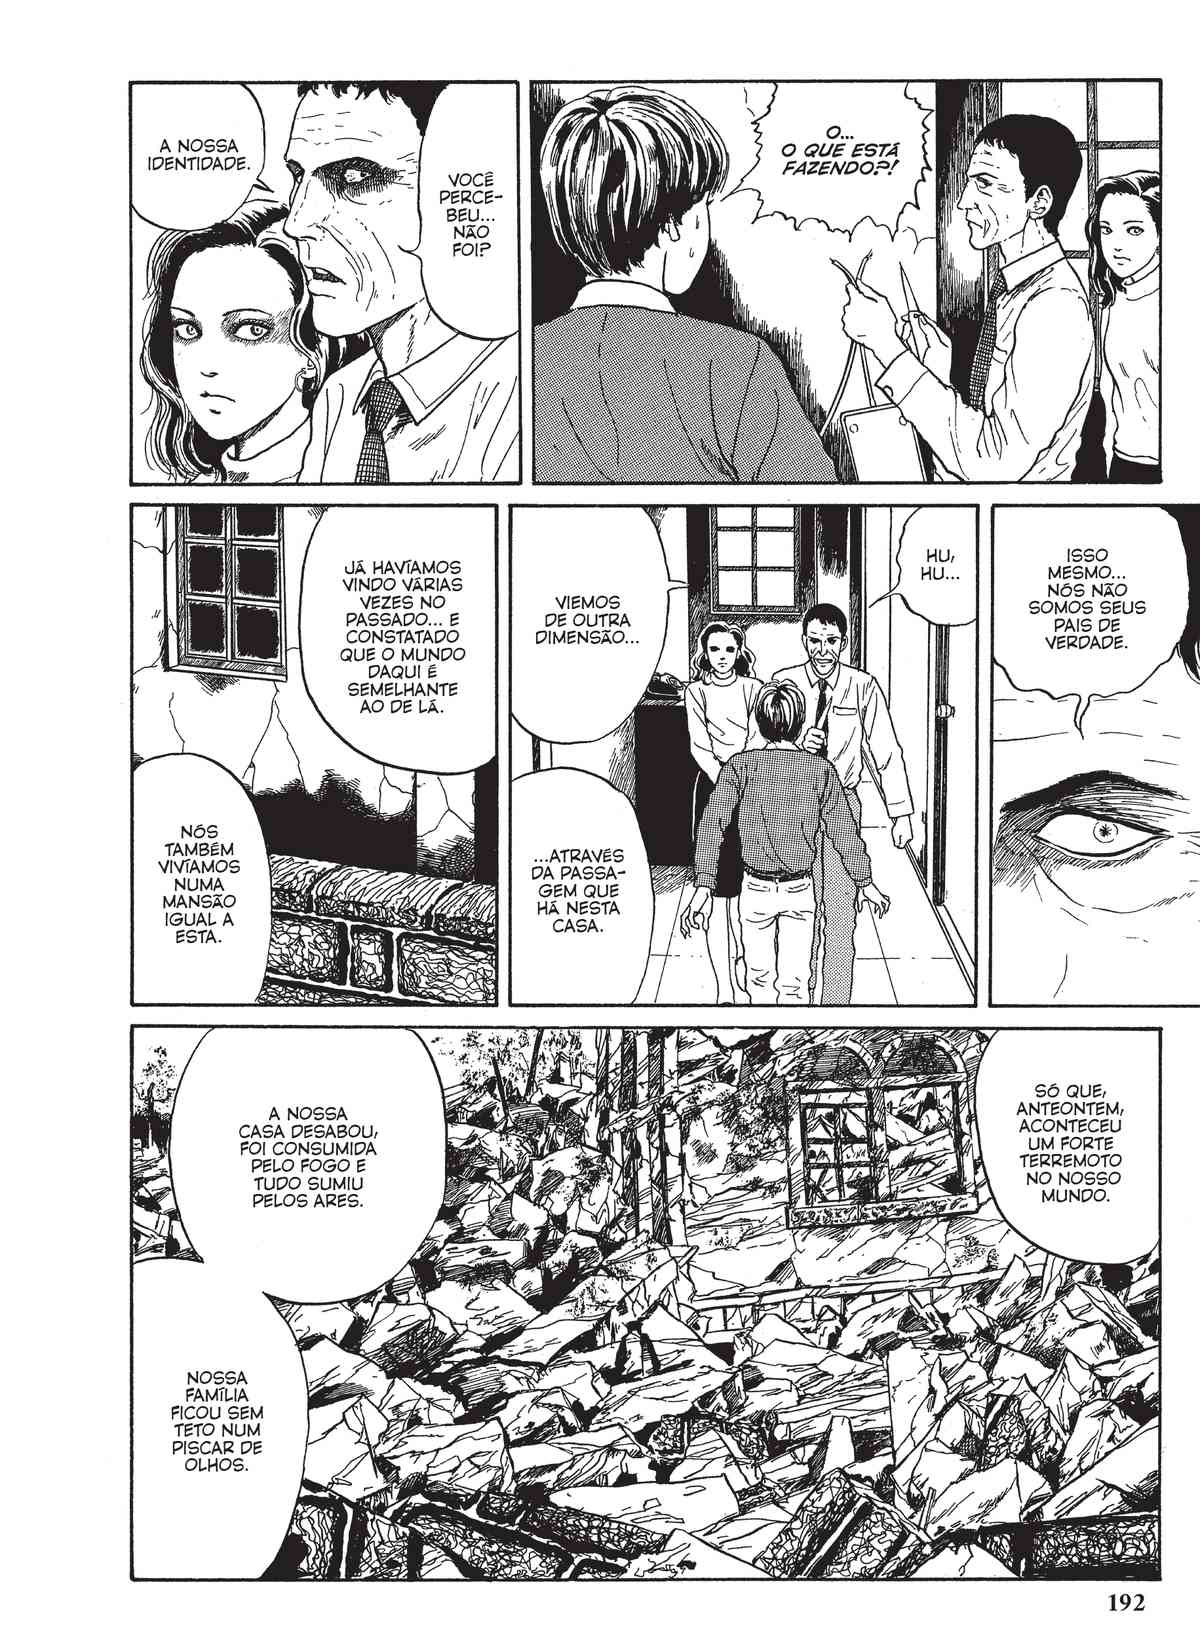 O...
O QUE ESTÁ
FAZENDO?!
VOCÊ
PERCE-
BEU...
NÃO
FOI?
A NOSSA
IDENTIDADE.
ISSO
MESMO...
NÓS NÃO
SOMOS SEUS
PAIS DE
VERDADE.
HU,
HU...
VIEMOS
DE OUTRA
DIMENSÃO...
...ATRAVÉS
DA PASSA-
GEM QUE
HÁ NESTA
CASA.
JÁ HAVÍAMOS
VINDO VÁRIAS
VEZES NO
PASSADO... E
CONSTATADO
QUE O MUNDO
DAQUI É
SEMELHANTE
AO DE LÁ.
NÓS
TAMBÉM
VIVÍAMOS
NUMA
MANSÃO
IGUAL A
ESTA.
SÓ QUE,
ANTEONTEM,
ACONTECEU
UM FORTE
TERREMOTO
NO NOSSO
MUNDO.
A NOSSA
CASA DESABOU,
FOI CONSUMIDA
PELO FOGO E
TUDO SUMIU
PELOS ARES.
NOSSA
FAMÍLIA
FICOU SEM
TETO NUM
PISCAR DE
OLHOS.
192